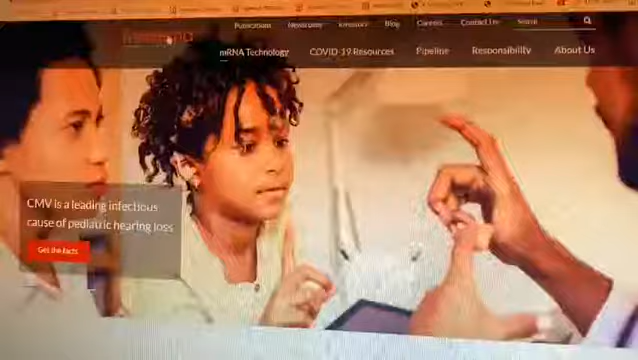 Publications Newsroom Investors Blog Careers Contact Us
mRNA Technology COVID-19 Resources Pipeline Responsibility About Us
CMV is a leading infectious
cause of pediatric hearing loss
Get the facts